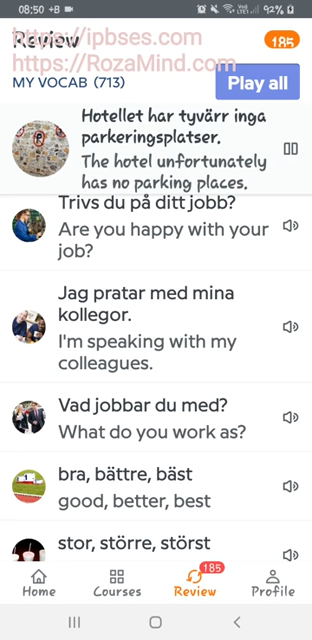 08:50
92%
https://ipbses.com
Review
185
https://RozaMind.com
MY VOCAB (713)
Play all
Hotellet har tyvärr inga
parkeringsplatser.
The hotel unfortunately
has no parking places.
Trivs du på ditt jobb?
Are you happy with your
job?
Jag pratar med mina
kollegor.
I'm speaking with my
colleagues.
Vad jobbar du med?
What do you work as?
bra, bättre, bäst
good, better, best
stor, större, störst
185
Home
Courses
Review
Profile